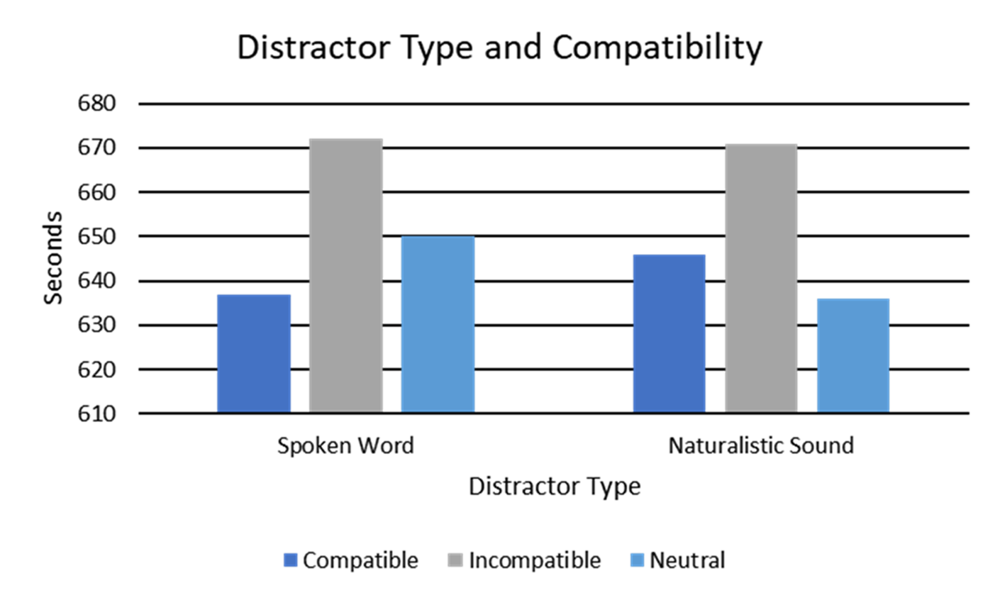 Distractor Type and Compatibility
680
670
660
650
640
630
620
610
Seconds
Spoken Word Naturalistic Sound
Distractor Type
Compatible Incompatible Neutral